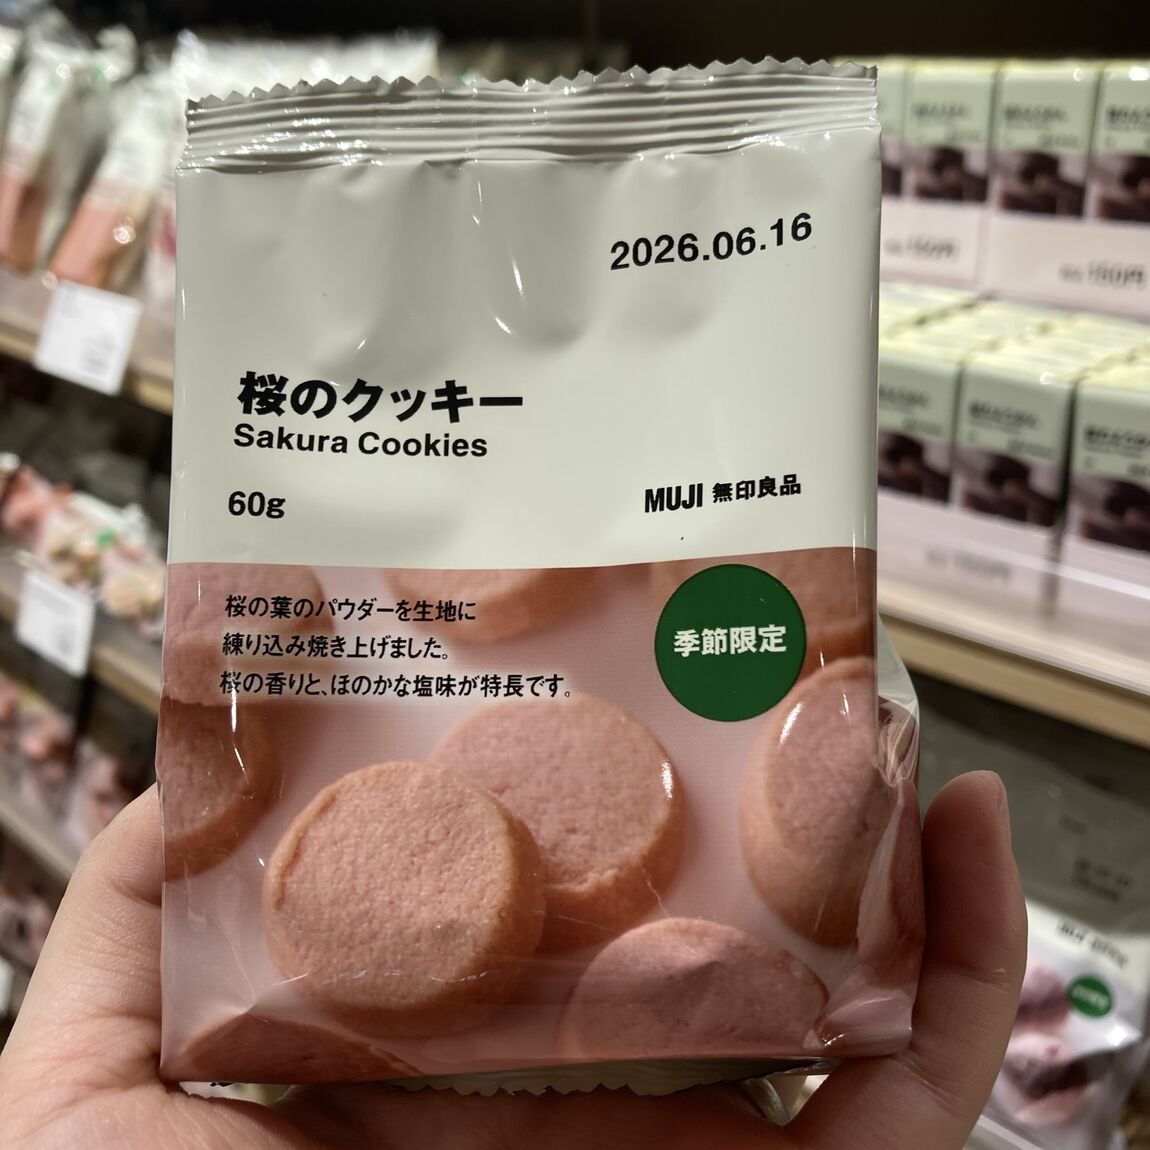 2026.06.16
桜のクッキー
Sakura Cookies
60g
MUJI 無印良品
桜の葉のパウダーを生地に
練り込み焼き上げました。
桜の香りと、ほのかな塩味が特長です。
季節限定